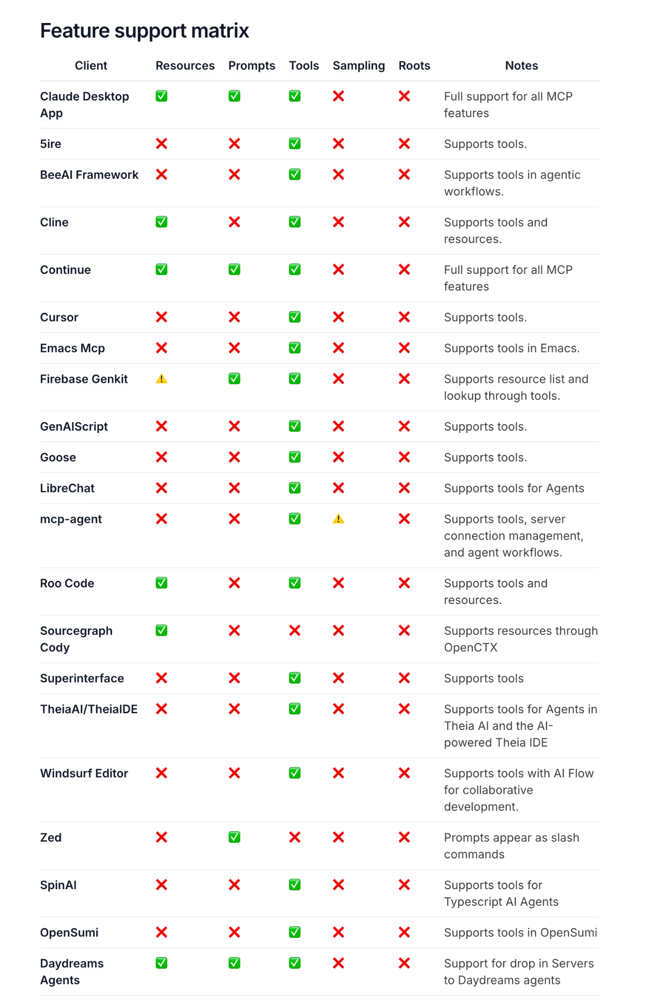 Feature support matrix
Client Resources Prompts Tools Sampling Roots Notes
Claude Desktop App ✅ ✅ ✅ ❌ ❌ Full support for all MCP features
5ire ❌ ❌ ✅ ❌ ❌ Supports tools.
BeeAI Framework ❌ ❌ ✅ ❌ ❌ Supports tools in agentic workflows.
Cline ✅ ❌ ✅ ❌ ❌ Supports tools and resources.
Continue ✅ ✅ ✅ ❌ ❌ Full support for all MCP features
Cursor ❌ ❌ ✅ ❌ ❌ Supports tools.
Emacs Mcp ❌ ❌ ✅ ❌ ❌ Supports tools in Emacs.
Firebase Genkit ⚠️ ✅ ✅ ❌ ❌ Supports resource list and lookup through tools.
GenAIScript ❌ ❌ ✅ ❌ ❌ Supports tools.
Goose ❌ ❌ ✅ ❌ ❌ Supports tools.
LibreChat ❌ ❌ ✅ ❌ ❌ Supports tools for Agents
mcp-agent ❌ ❌ ✅ ⚠️ ❌ Supports tools, server connection management, and agent workflows.
Roo Code ✅ ❌ ✅ ❌ ❌ Supports tools and resources.
Sourcegraph Cody ✅ ❌ ❌ ❌ ❌ Supports resources through OpenCTX
Superinterface ❌ ❌ ✅ ❌ ❌ Supports tools
TheiaAI/TheiaIDE ❌ ❌ ✅ ❌ ❌ Supports tools for Agents in Theia AI and the AI-powered Theia IDE
Windsurf Editor ❌ ❌ ✅ ❌ ❌ Supports tools with AI Flow for collaborative development.
Zed ❌ ✅ ❌ ❌ ❌ Prompts appear as slash commands
SpinAI ❌ ❌ ✅ ❌ ❌ Supports tools for Typescript AI Agents
OpenSumi ❌ ❌ ✅ ❌ ❌ Supports tools in OpenSumi
Daydreams Agents ✅ ✅ ✅ ❌ ❌ Support for drop in Servers to Daydreams agents